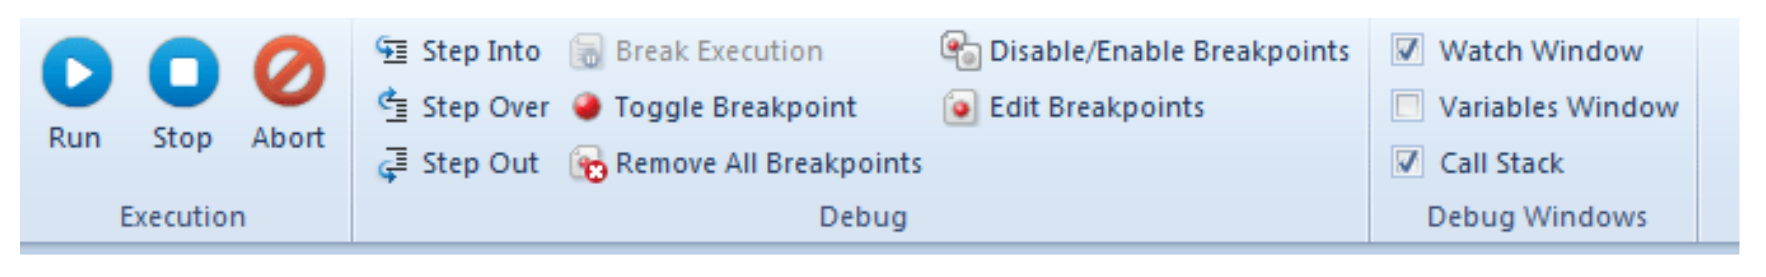 Run
Stop
Abort
Execution
Step Into
Step Over
Step Out
Break Execution
Toggle Breakpoint
Remove All Breakpoints
Disable/Enable Breakpoints
Edit Breakpoints
Debug
Watch Window
Variables Window
Call Stack
Debug Windows